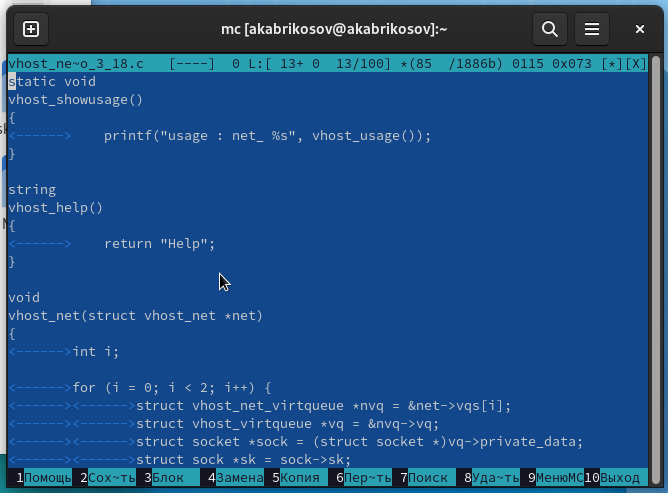 mc [akabrikosov@akabrikosov]:~
vhost_ne~o_3_18.c   [----]  0 L:[ 13+ 0  13/100] *(85  /1886b) 0115 0x073 [*][X]
static void
vhost_showusage()
{
<------>    printf("usage : net_ %s", vhost_usage());
}

string
vhost_help()
{
<------>    return "Help";
}

void
vhost_net(struct vhost_net *net)
{
<------>int i;

<------>for (i = 0; i < 2; i++) {
<------><------>struct vhost_net_virtqueue *nvq = &net->vqs[i];
<------><------>struct vhost_virtqueue *vq = &nvq->vq;
<------><------>struct socket *sock = (struct socket *)vq->private_data;
<------><------>struct sock *sk = sock->sk;
1Помощь 2Сох~ть 3Блок 4Замена 5Копия 6Пер~ть 7Поиск 8Уда~ть 9МенюMC 10Выход